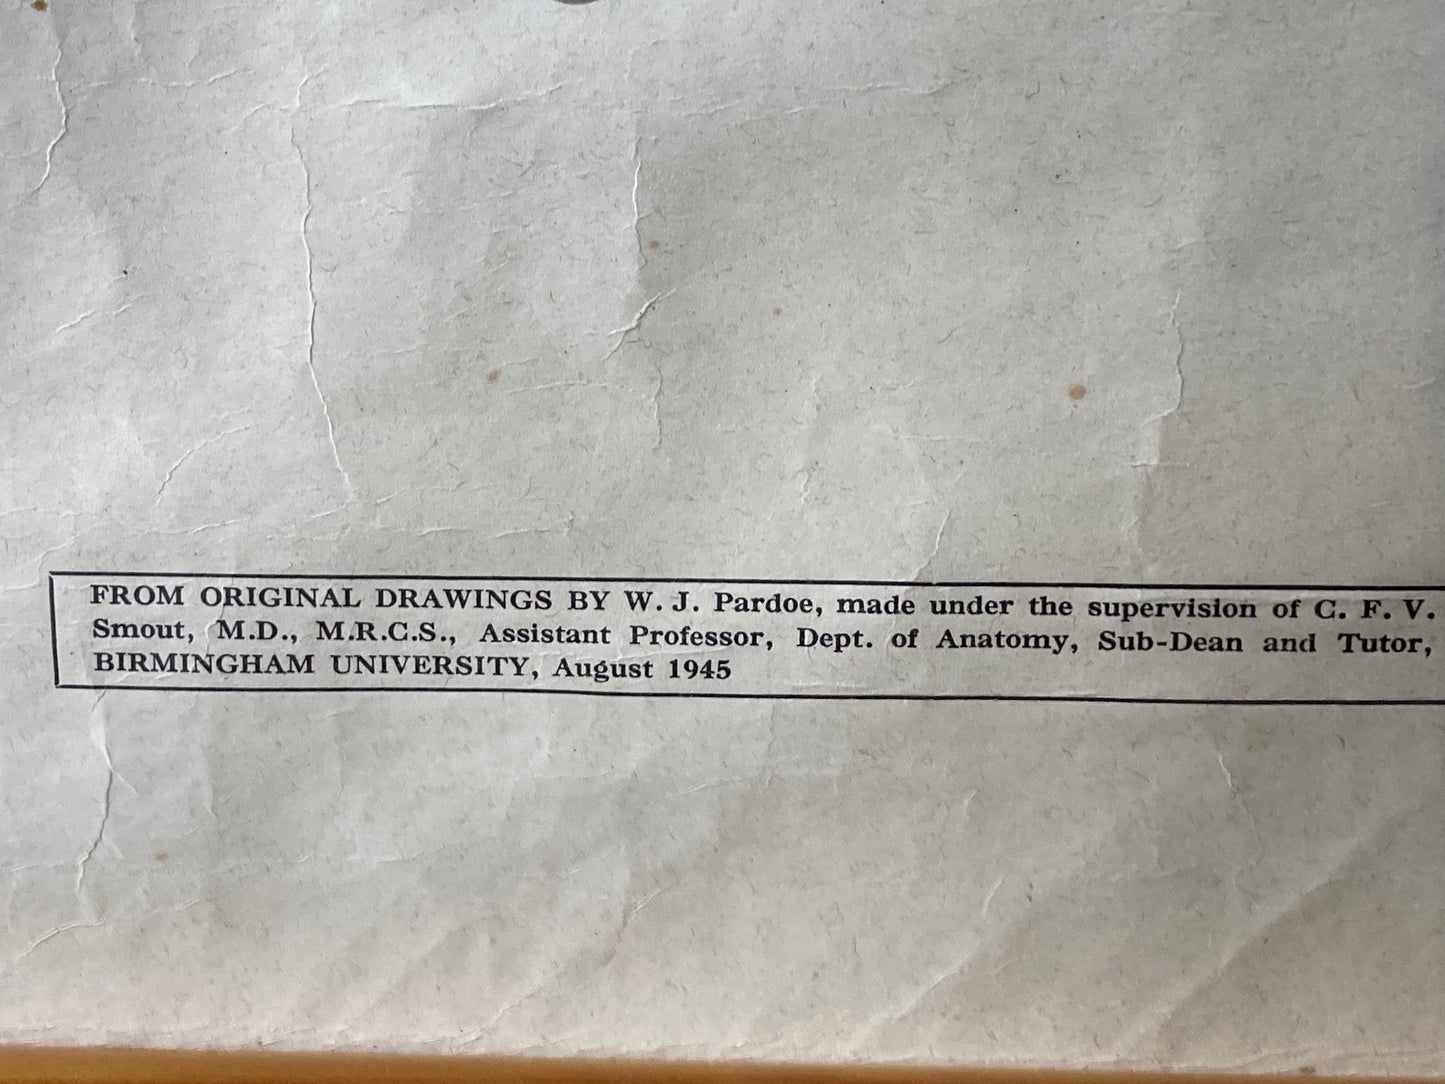 FROM ORIGINAL DRAWINGS BY W. J. Pardoe, made under the supervision of C. F. V.
Smout, M.D., M.R.C.S., Assistant Professor, Dept. of Anatomy, Sub-Dean and Tutor,
BIRMINGHAM UNIVERSITY, August 1945